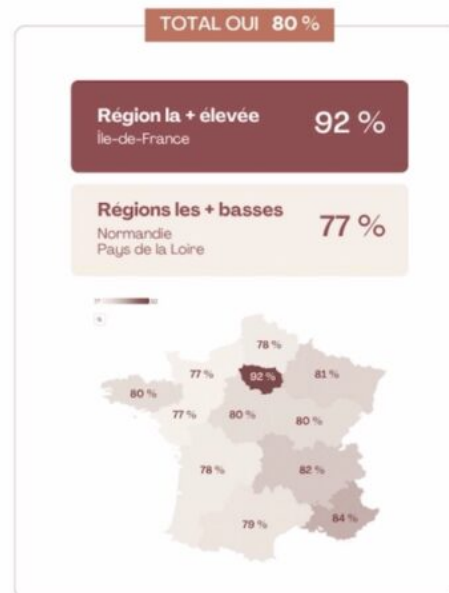 TOTAL OUI 80 %
Région la + élevée
Île-de-France
92 %
Régions les + basses
Normandie
Pays de la Loire
77 %
78 %
77 %
92 %
81 %
80 %
77 %
80 %
80 %
78 %
82 %
79 %
84 %